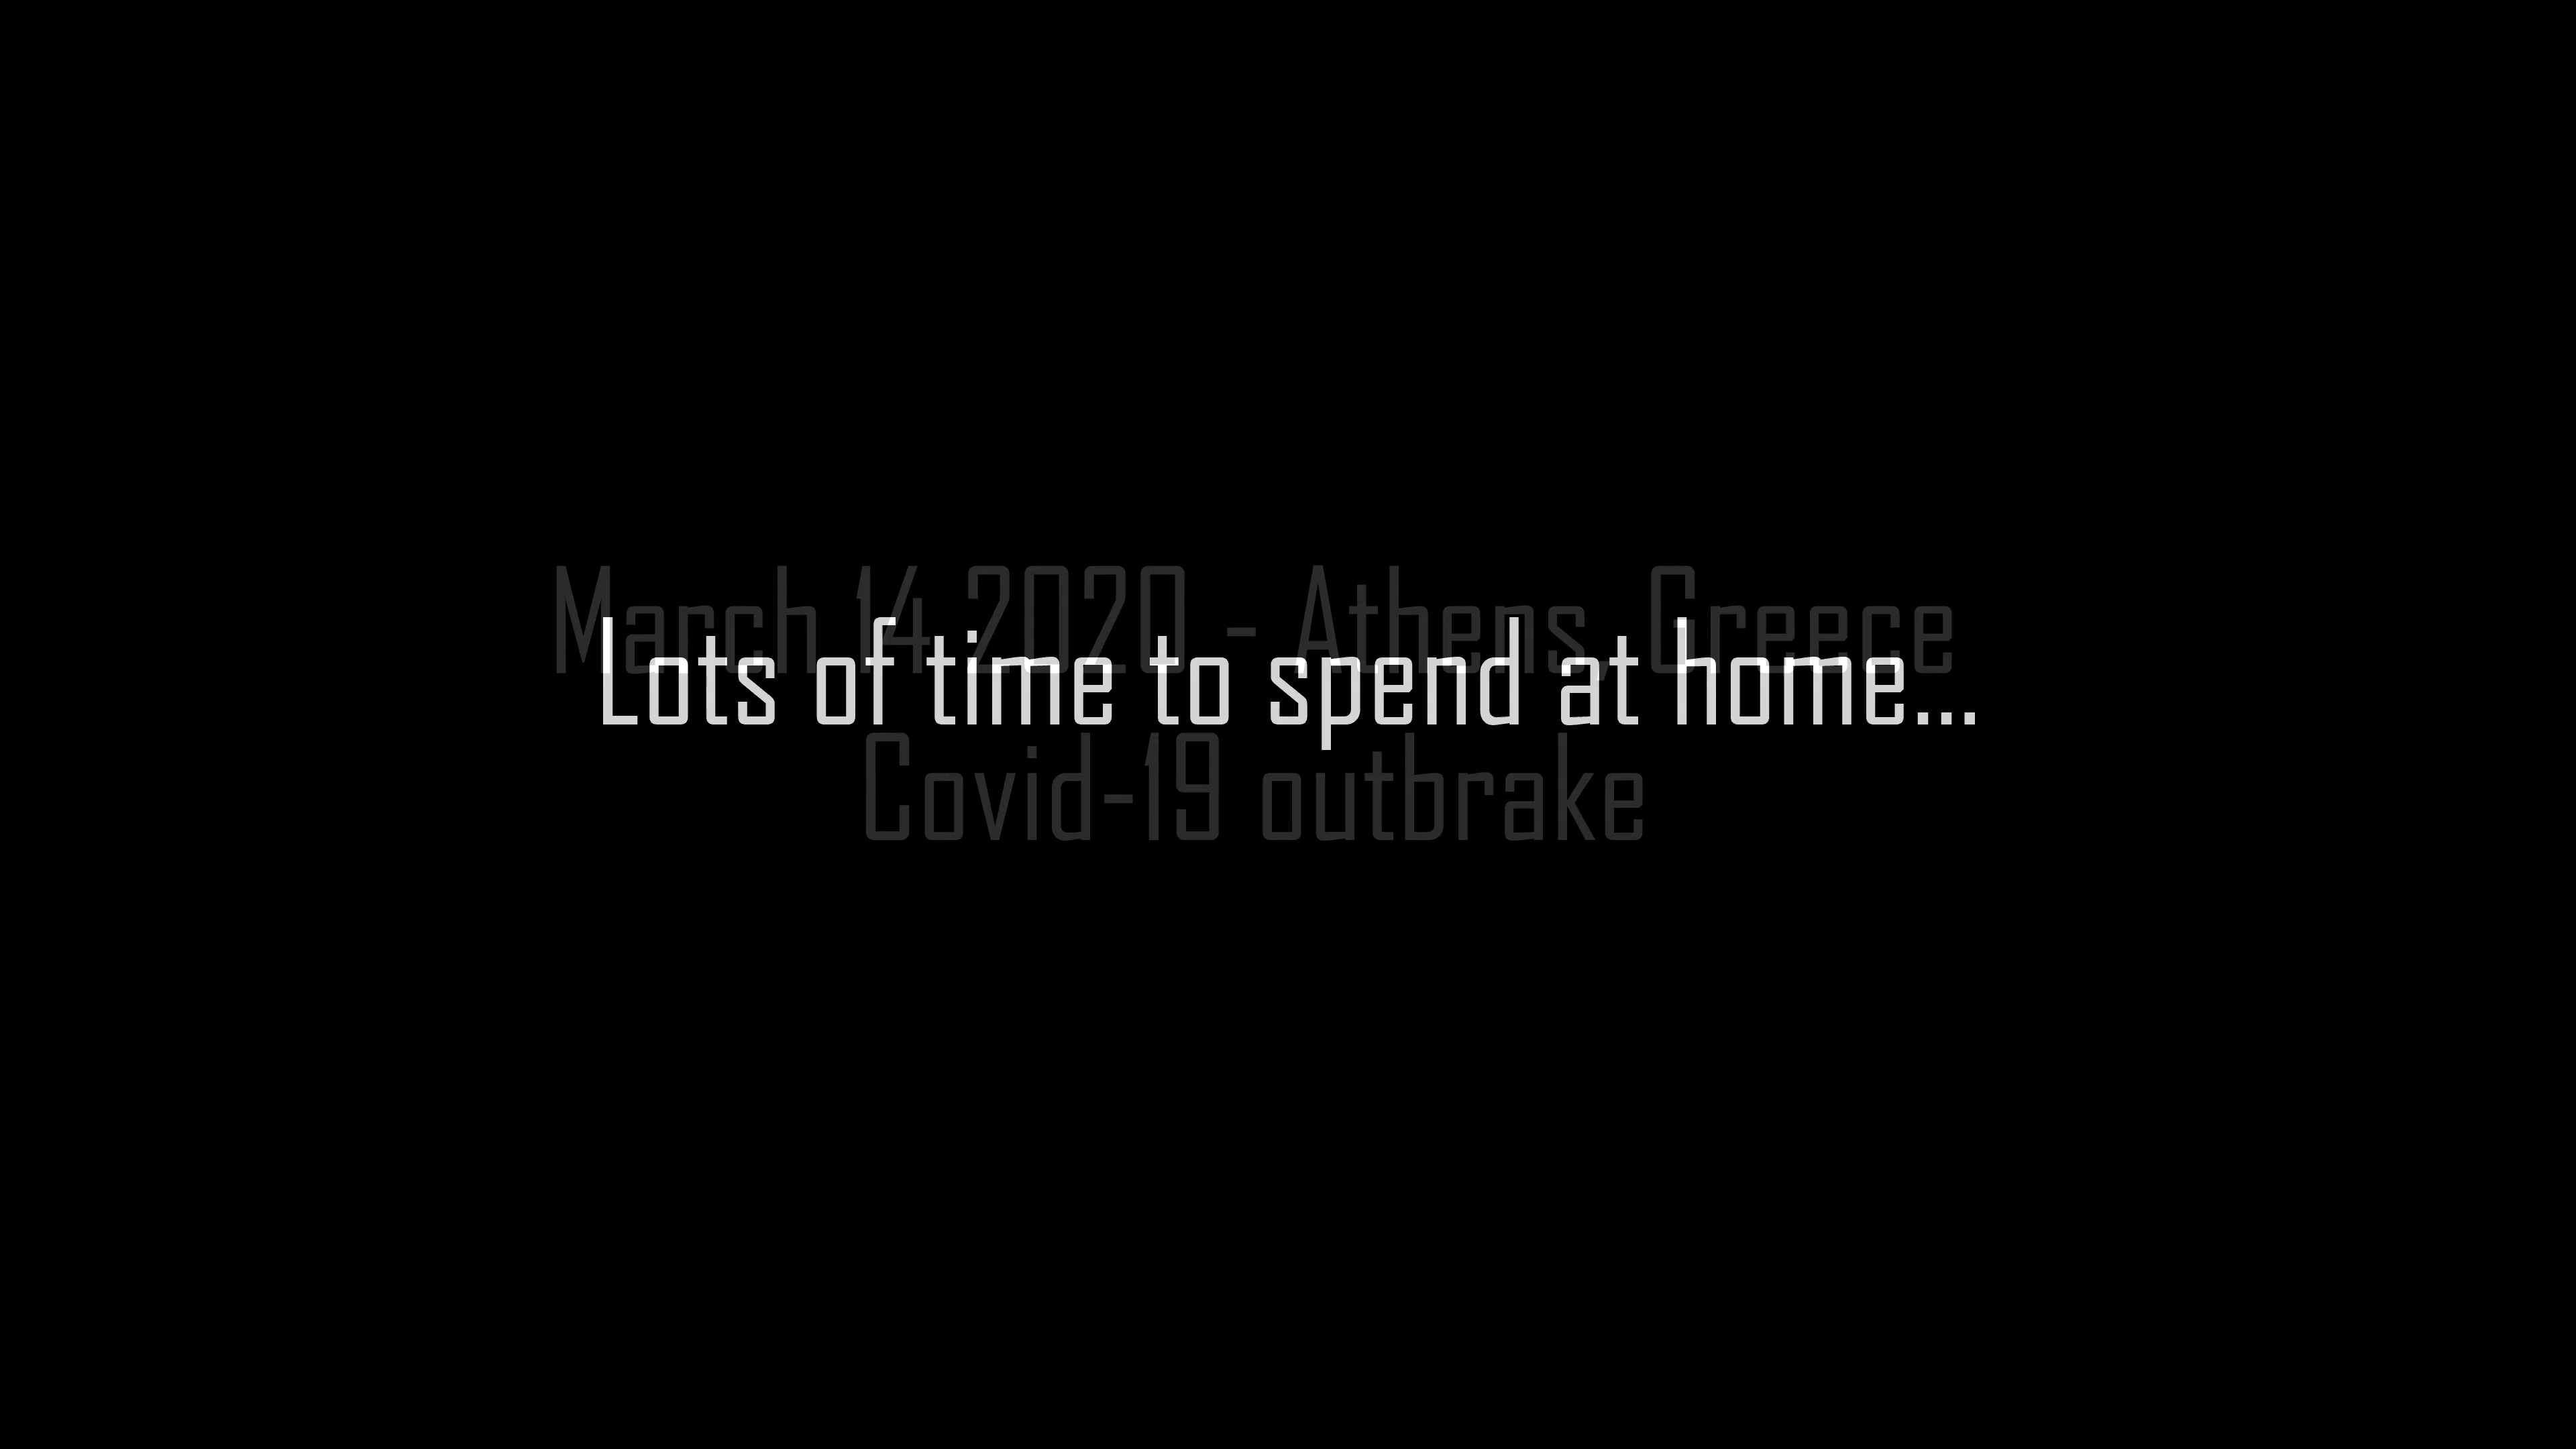 March 14 2020 - Athens, Greece
Lots of time to spend at home...
Covid-19 outbrake